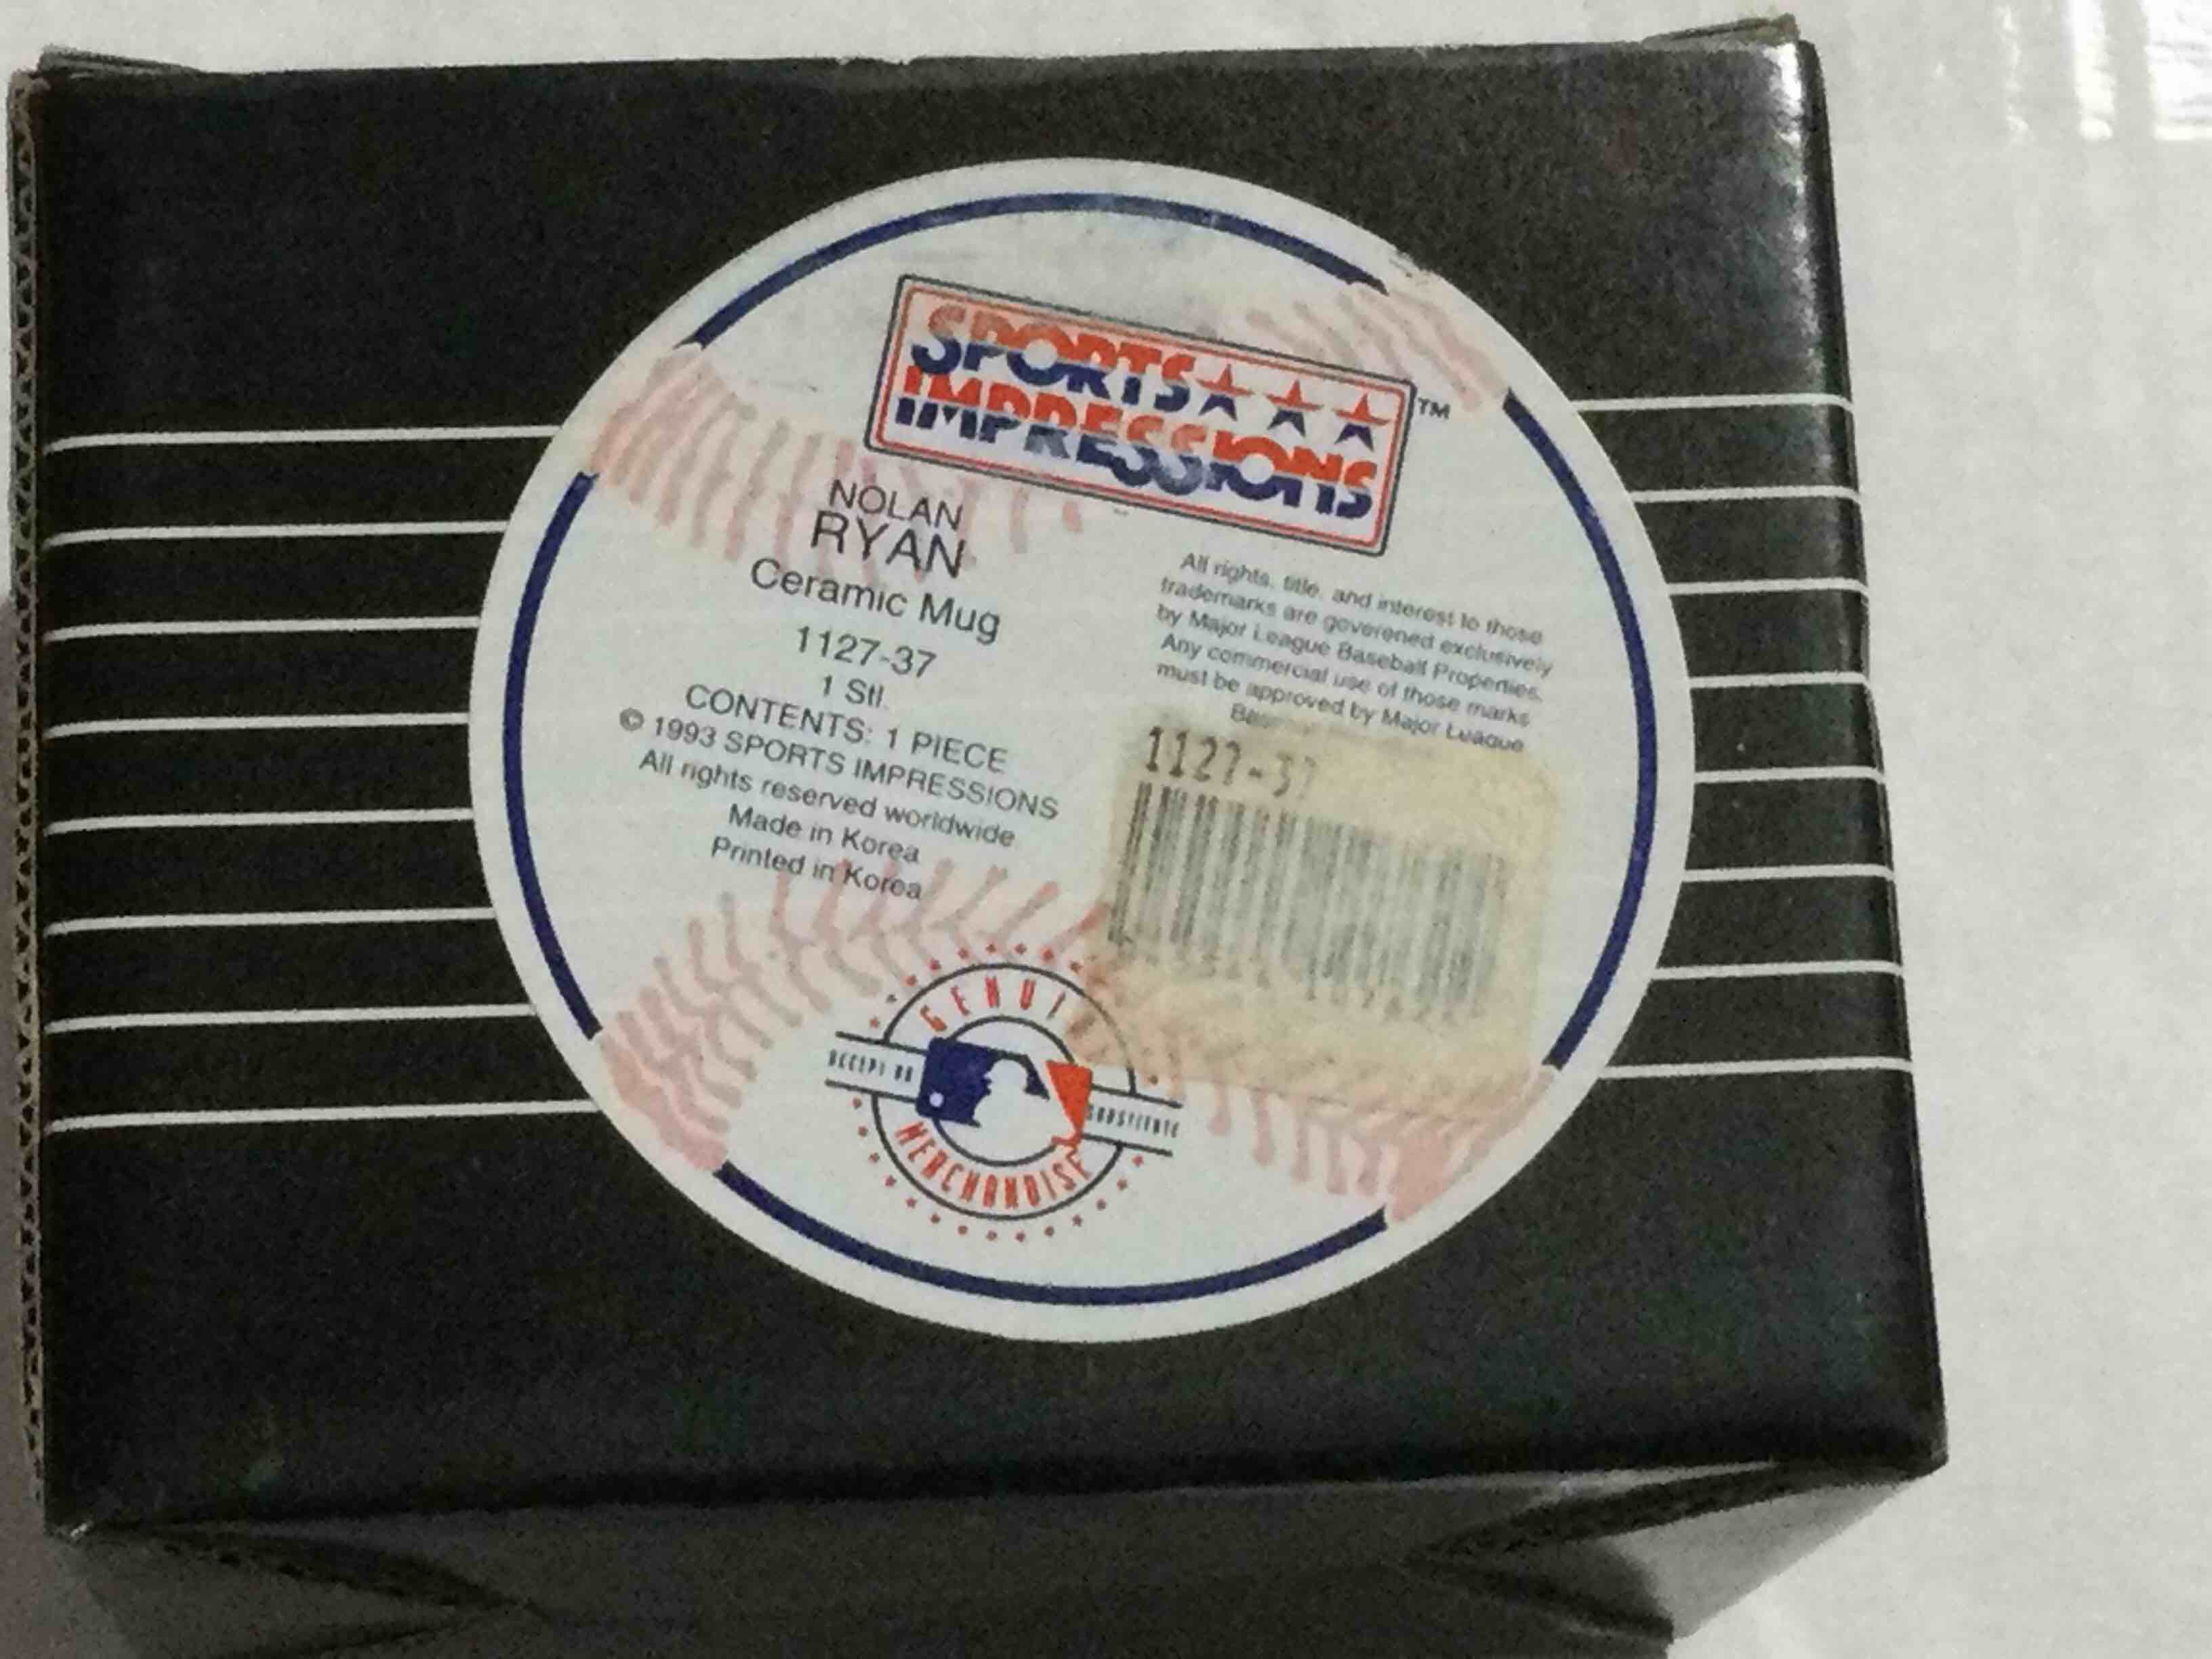 SPORTS
IMPRESSIONS
TM
NOLAN
RYAN
Ceramic Mug
1127-37
1 Stl.
CONTENTS: 1 PIECE
© 1993 SPORTS IMPRESSIONS
All rights reserved worldwide
Made in Korea
Printed in Korea
All rights, title, and interest to those
trademarks are goverened exclusively
by Major League Baseball Properties.
Any commercial use of those marks
must be approved by Major League
1127-37
MERCHANDISE
SUBSTITUTE